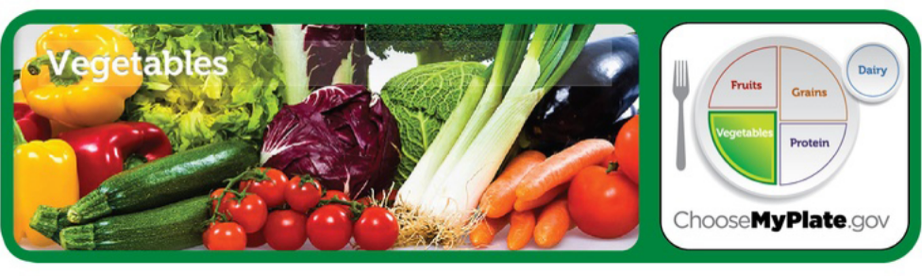 Vegetables
Fruits
Grains
Dairy
Vegetables
Protein
ChooseMyPlate.gov